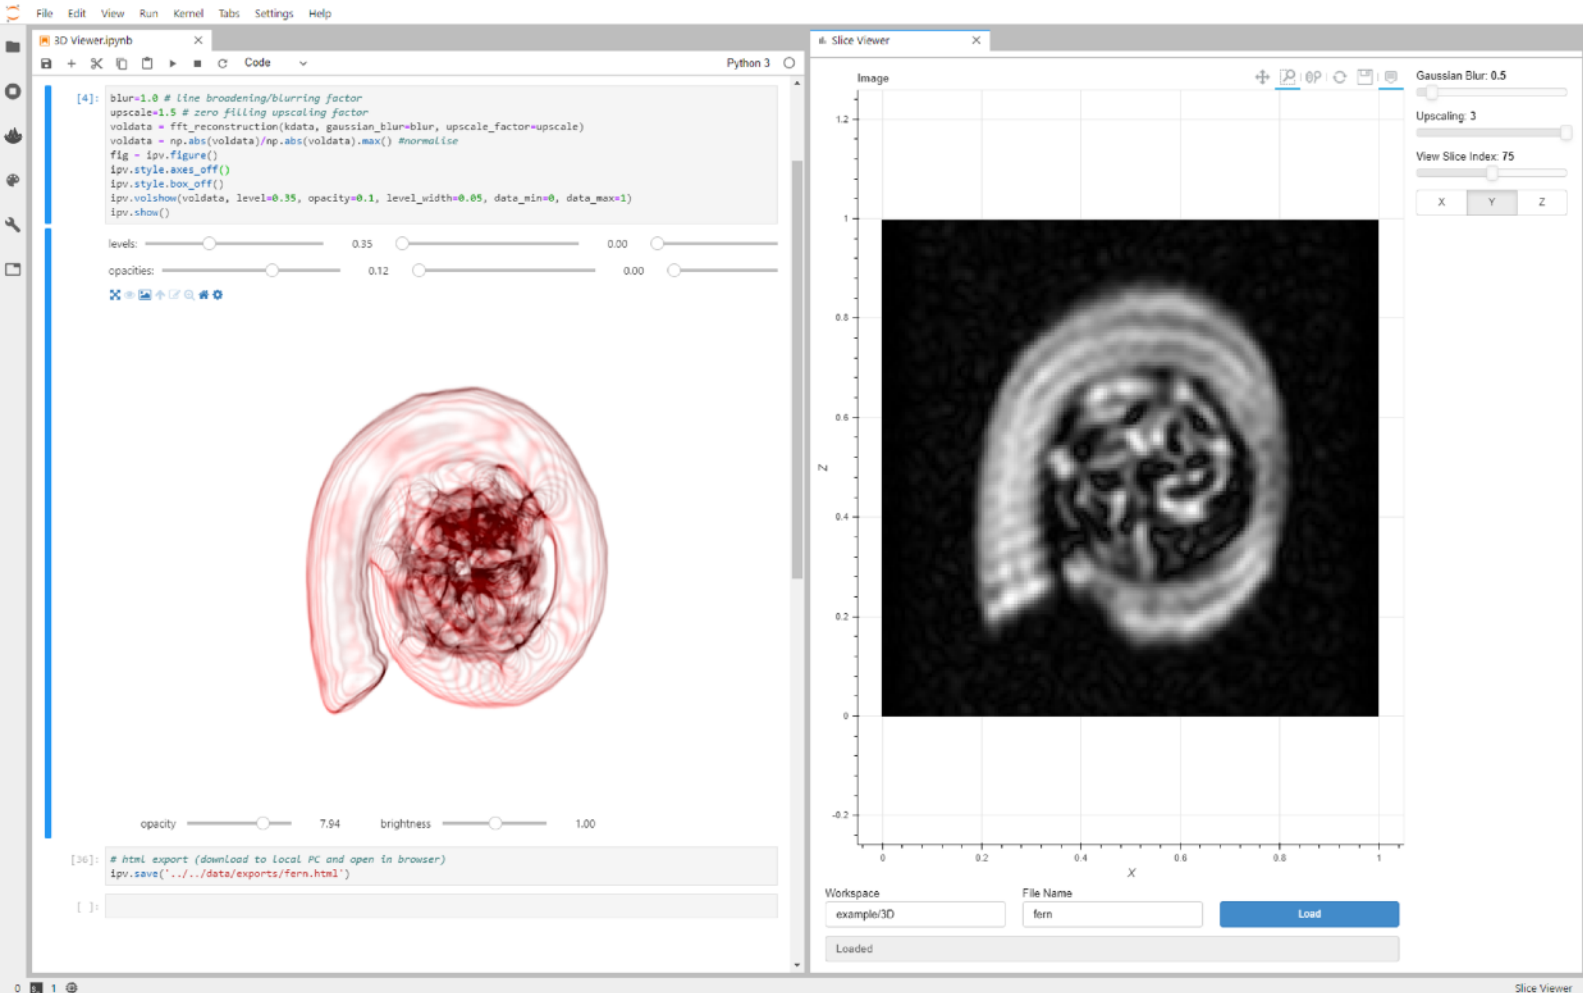 File Edit View Run Kernel Tabs Settings Help
3D Viewer.ipynb
Code
Python 3
[4]:
blur=1.0 # line broadening/blurring factor
upscale=1.5 # zero filling upscaling factor
voldata = fft_reconstruction(kdata, gaussian_blur=blur, upscale_factor=upscale)
voldata = np.abs(voldata)/np.abs(voldata).max() #normalise
fig = ipv.figure()
ipv.style.axes_off()
ipv.style.box_off()
ipv.volshow(voldata, level=0.35, opacity=0.1, level_width=0.05, data_min=0, data_max=1)
ipv.show()
levels: 0.35 0.00
opacities: 0.12 0.00
opacity 7.94 brightness 1.00
[36]:
# html export (download to local PC and open in browser)
ipv.save('../../data/exports/fern.html')
[ ]:
Slice Viewer
Image
1.2
1
0.8
0.6
0.4
0.2
0
-0.2
Z
0 0.2 0.4 0.6 0.8 1
X
Gaussian Blur: 0.5
Upscaling: 3
View Slice Index: 75
X Y Z
Workspace File Name
example/3D fern Load
Loaded
0 1 Slice Viewer